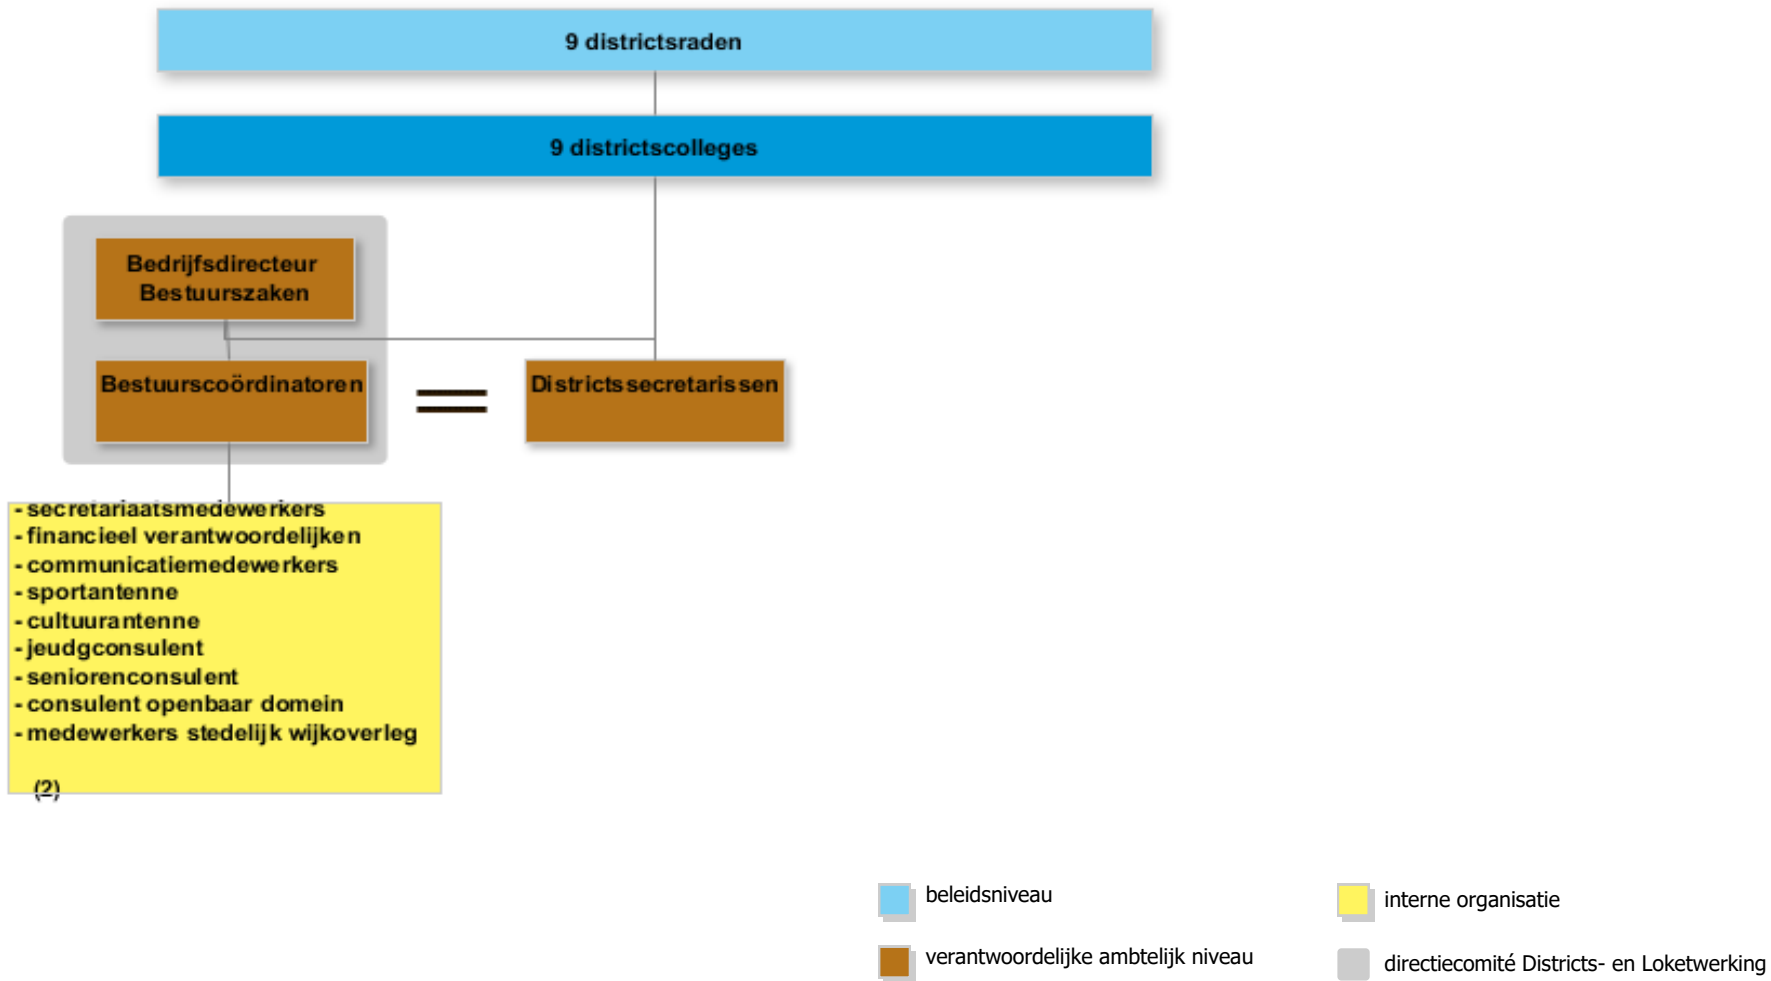 9 districtsraden
9 districtscolleges
Bedrijfsdirecteur
Bestuurszaken
Bestuurscoördinatoren
Districtssecretarissen
- secretariaatsmedewerkers
- financieel verantwoordelijken
- communicatiemedewerkers
- sportantenne
- cultuurantenne
- jeudgconsulent
- seniorenconsulent
- consulent openbaar domein
- medewerkers stedelijk wijkoverleg
(2)
beleidsniveau
interne organisatie
verantwoordelijke ambtelijk niveau
directiecomité Districts- en Loketwerking